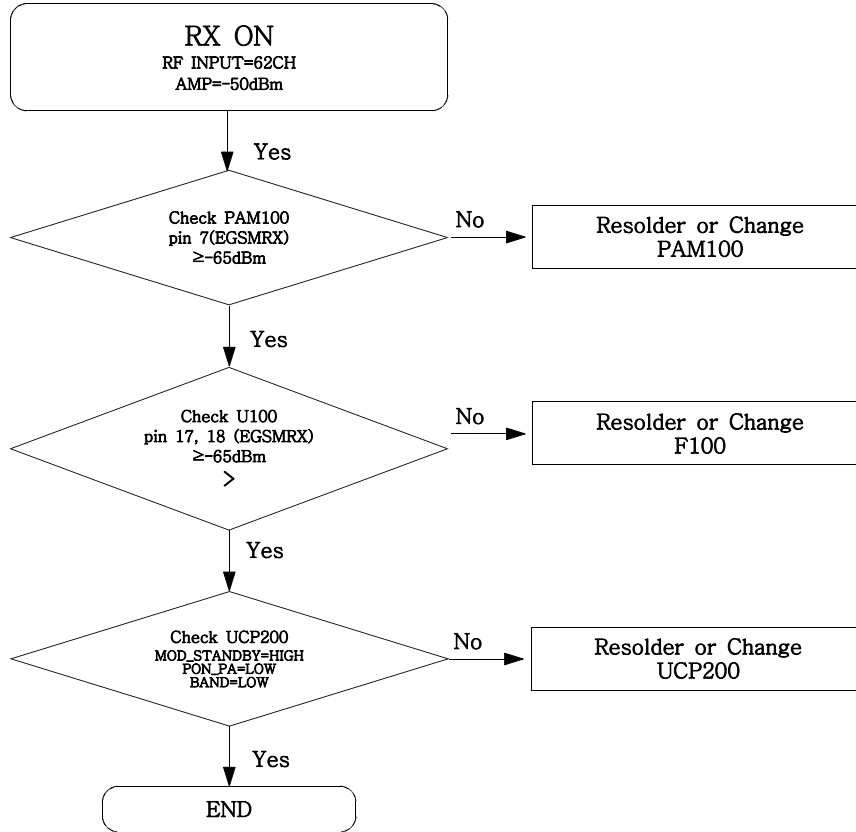 RX ON
RF INPUT=62CH
AMP=-50dBm
Yes
Check PAM100
pin 7(EGSMRX)
≥-65dBm
No
Resolder or Change
PAM100
Yes
Check U100
pin 17, 18 (EGSMRX)
≥-65dBm
>
No
Resolder or Change
F100
Yes
Check UCP200
MOD_STANDBY=HIGH
PON_PA=LOW
BAND=LOW
No
Resolder or Change
UCP200
Yes
END